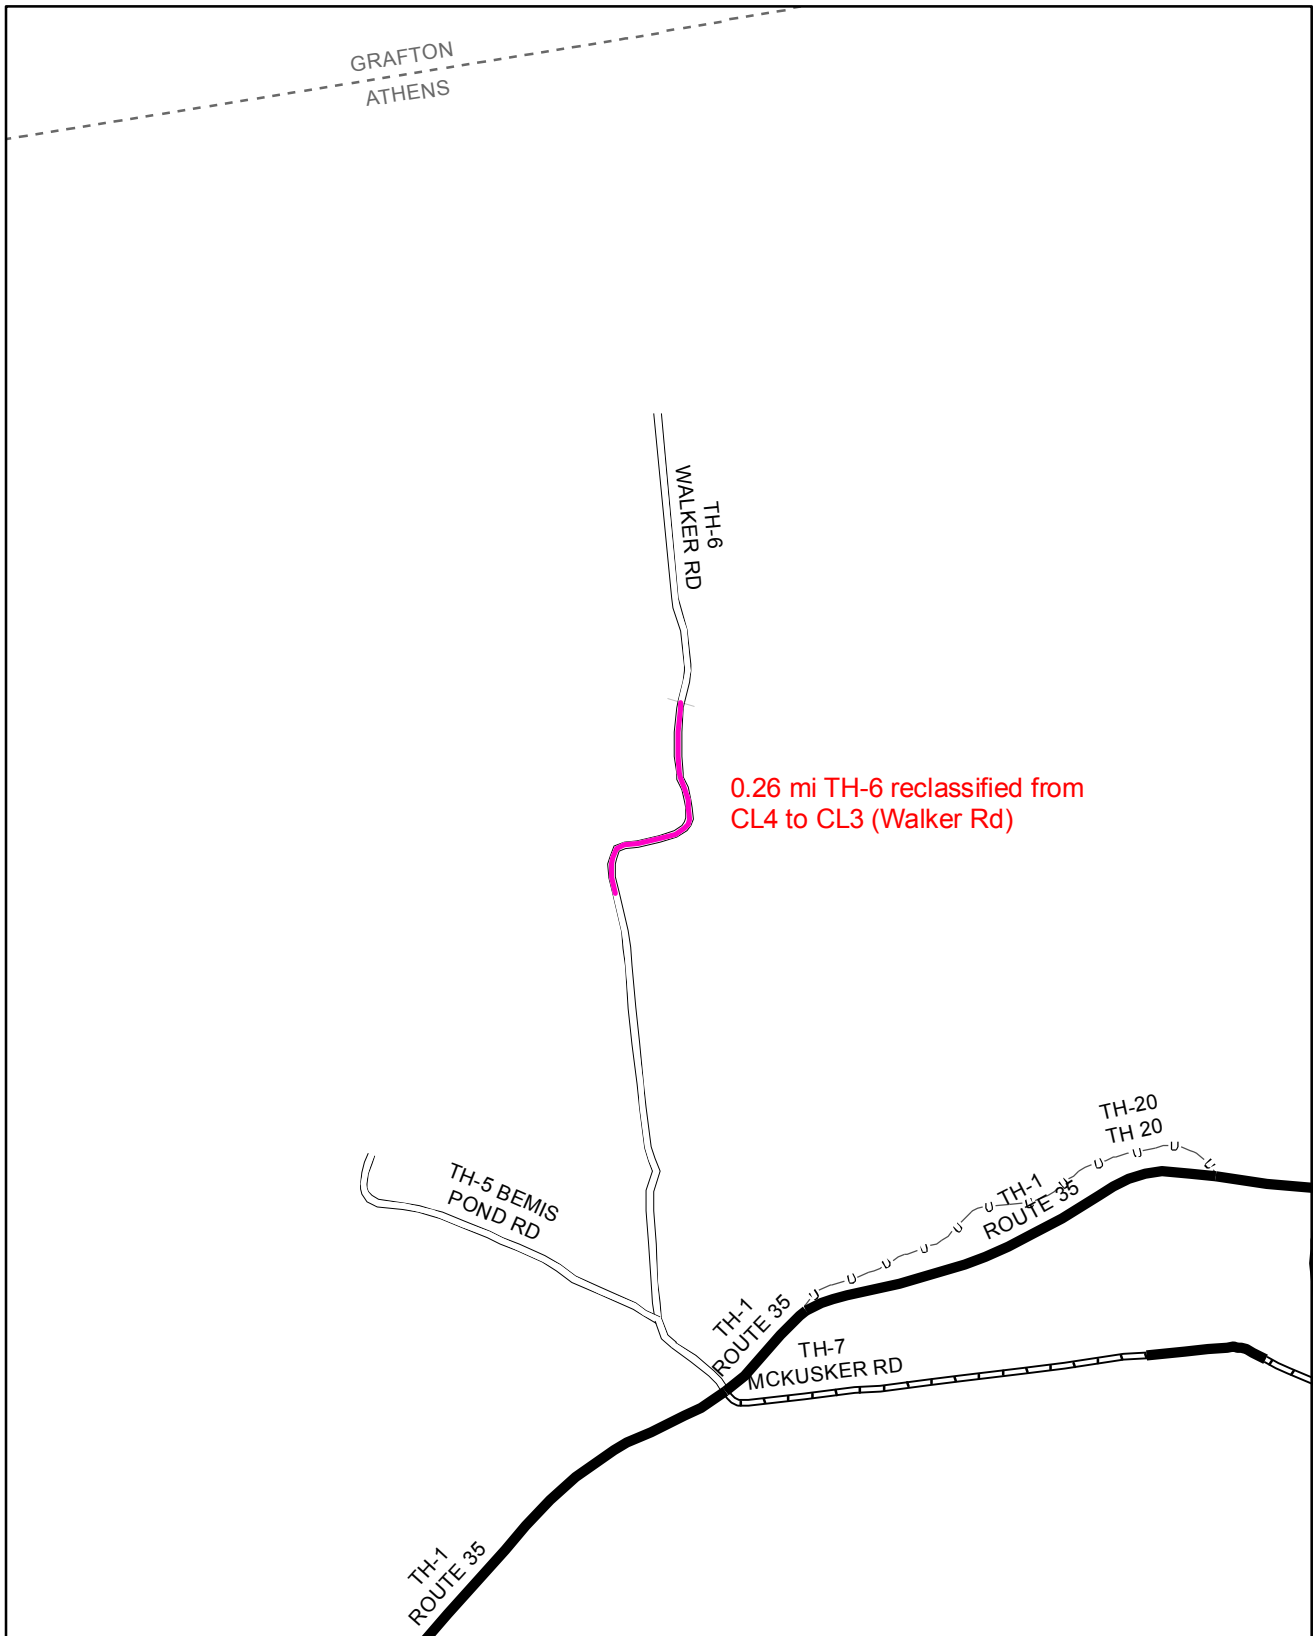 GRAFTON
ATHENS
TH-6
WALKER RD
0.26 mi TH-6 reclassified from
CL4 to CL3 (Walker Rd)
TH-20
TH 20
TH-5 BEMIS
POND RD
TH-1
ROUTE 35
TH-1
ROUTE 35
TH-7
MCKUSKER RD
TH-1
ROUTE 35